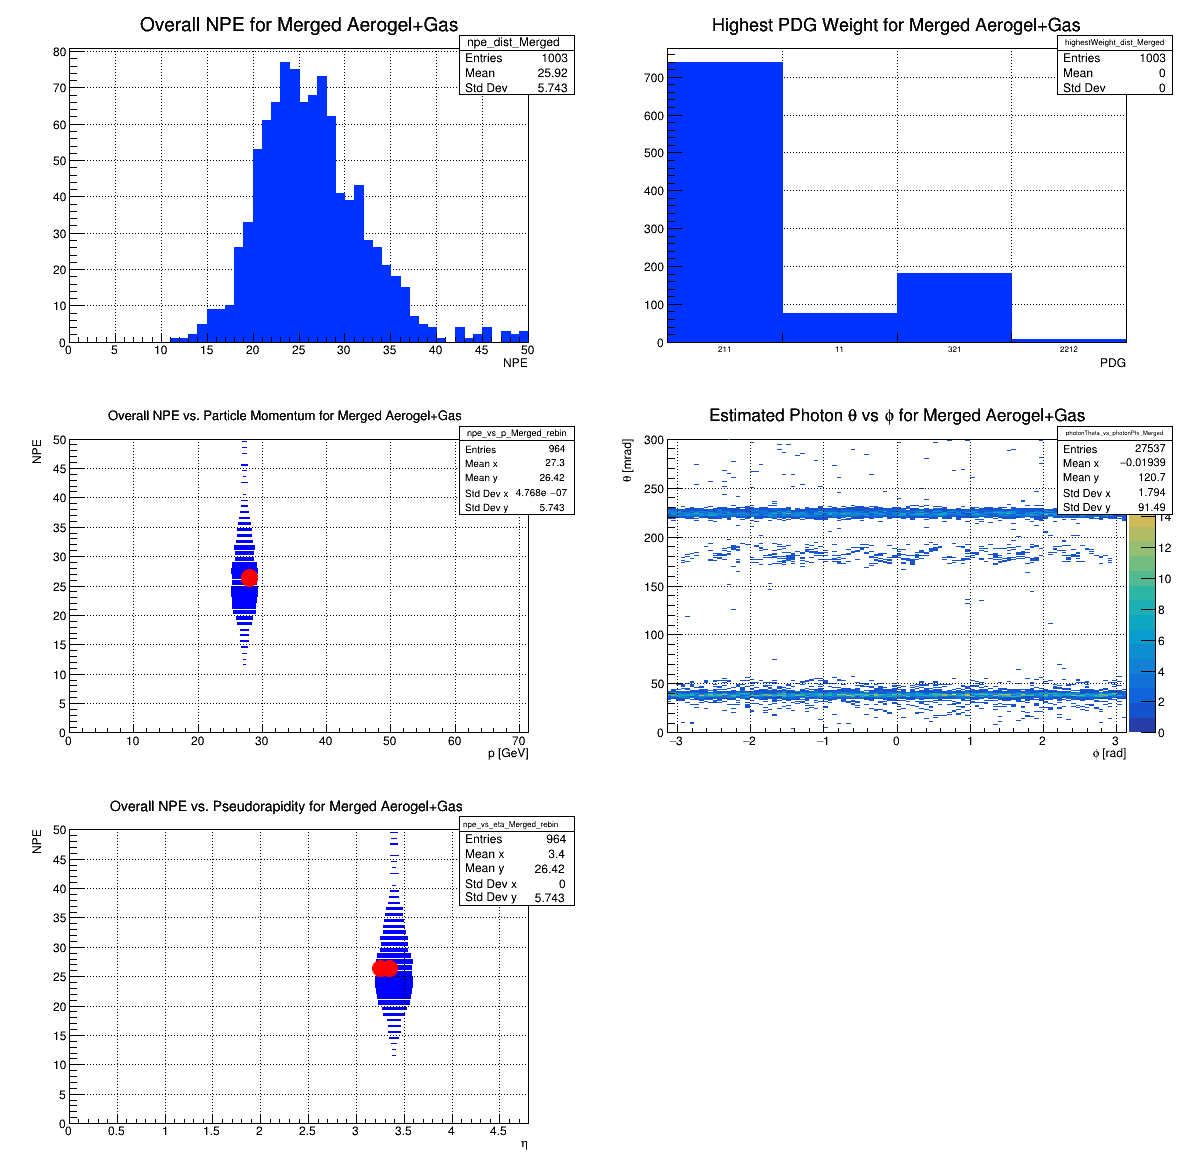 Overall NPE for Merged Aerogel+Gas
npe_dist_Merged
Entries 1003
Mean 25.92
Std Dev 5.743
80
70
60
50
40
30
20
10
0
0 5 10 15 20 25 30 35 40 45 50
NPE
Highest PDG Weight for Merged Aerogel+Gas
highestWeight_dist_Merged
Entries 1003
Mean 0
Std Dev 0
700
600
500
400
300
200
100
0
211 11 321 2212
PDG
Overall NPE vs. Particle Momentum for Merged Aerogel+Gas
npe_vs_p_Merged_rebin
Entries 964
Mean x 27.3
Mean y 26.42
Std Dev x 4.768e −07
Std Dev y 5.743
NPE
50
45
40
35
30
25
20
15
10
5
0
0 10 20 30 40 50 60 70
p [GeV]
Estimated Photon θ vs ϕ for Merged Aerogel+Gas
photonTheta_vs_photonPhi_Merged
Entries 27537
Mean x −0.01939
Mean y 120.7
Std Dev x 1.794
Std Dev y 91.49
θ [mrad]
300
250
200
150
100
50
0
−3 −2 −1 0 1 2 3
ϕ [rad]
14
12
10
8
6
4
2
0
Overall NPE vs. Pseudorapidity for Merged Aerogel+Gas
npe_vs_eta_Merged_rebin
Entries 964
Mean x 3.4
Mean y 26.42
Std Dev x 0
Std Dev y 5.743
NPE
50
45
40
35
30
25
20
15
10
5
0
0 0.5 1 1.5 2 2.5 3 3.5 4 4.5
η